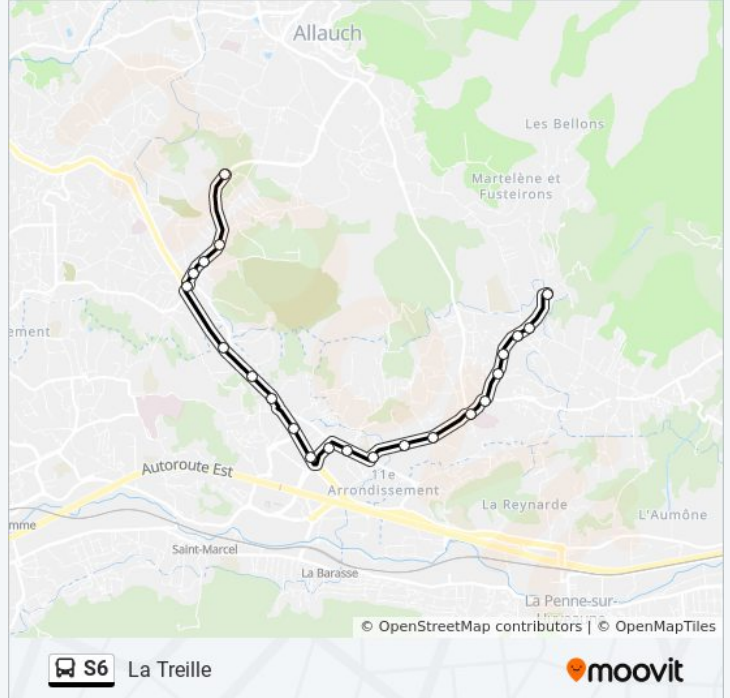 Allauch
Les Bellons
Martelène et
Fusteirons
ement
Autoroute Est
11e
Arrondissement
La Reynarde
L'Aumône
mme
Saint-Marcel
La Barasse
La Penne-sur-
© OpenStreetMap contributors | © OpenMapTiles
S6 La Treille
moovit